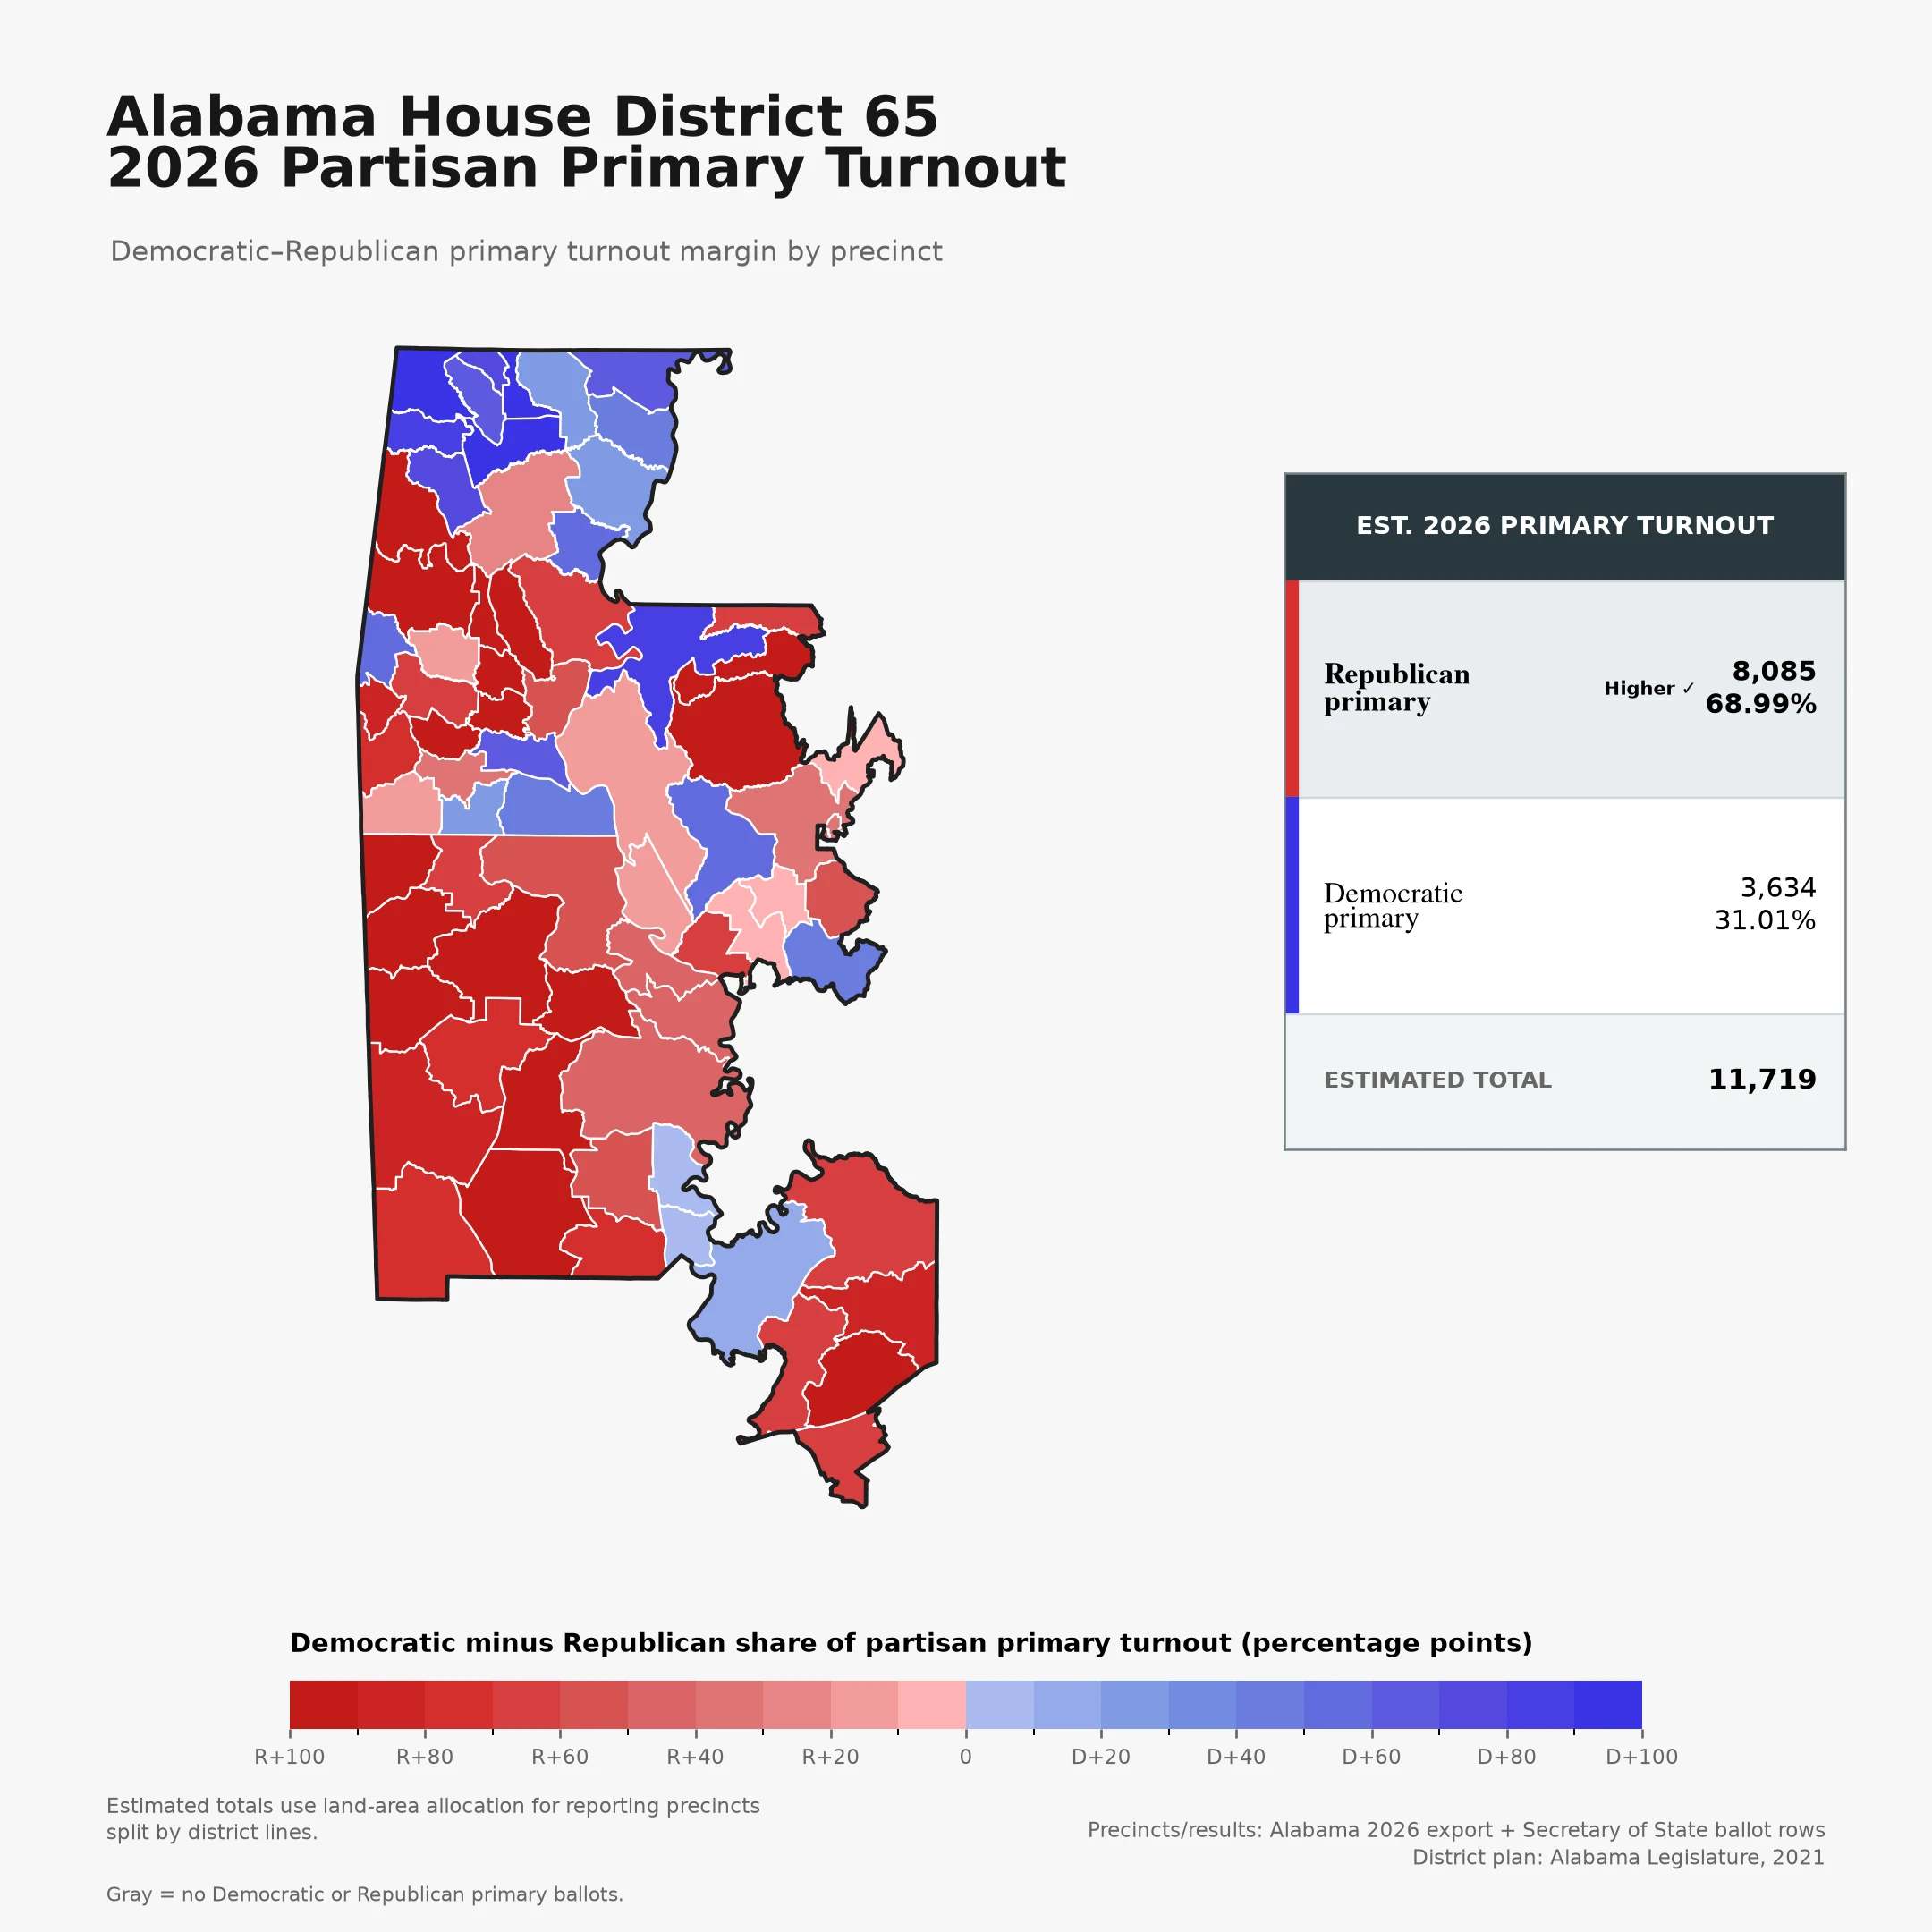 Alabama House District 65
2026 Partisan Primary Turnout
Democratic–Republican primary turnout margin by precinct
EST. 2026 PRIMARY TURNOUT
Republican
primary
Higher ✓
8,085
68.99%
Democratic
primary
3,634
31.01%
ESTIMATED TOTAL
11,719
Democratic minus Republican share of partisan primary turnout (percentage points)
R+100 R+80 R+60 R+40 R+20 0 D+20 D+40 D+60 D+80 D+100
Estimated totals use land-area allocation for reporting precincts
split by district lines.
Gray = no Democratic or Republican primary ballots.
Precincts/results: Alabama 2026 export + Secretary of State ballot rows
District plan: Alabama Legislature, 2021